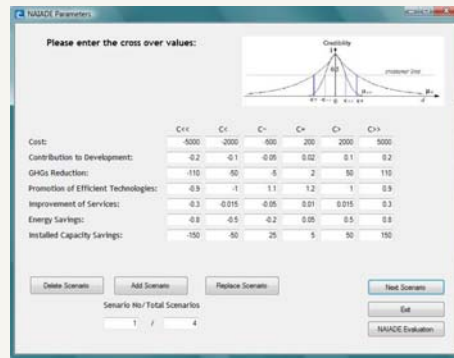 NAIADE Parameters
Please enter the cross over values:
Credibility
crossover line
C<< C< C~ C= C> C>>
Cost: -5000 -2000 -500 200 2000 5000
Contribution to Development: -0.2 -0.1 -0.05 0.02 0.1 0.2
GHGs Reduction: -110 -50 -5 2 50 110
Promotion of Efficient Technologies: -0.9 -1 1.1 1.2 1 0.9
Improvement of Services: -0.3 -0.015 -0.05 0.01 0.015 0.3
Energy Savings: -0.8 -0.5 -0.2 0.05 0.5 0.8
Installed Capacity Savings: -150 -50 25 5 50 150
Delete Scenario Add Scenario Replace Scenario Next Scenario
Senario No/Total Scenarios Exit
1 / 4 NAIADE Evaluation